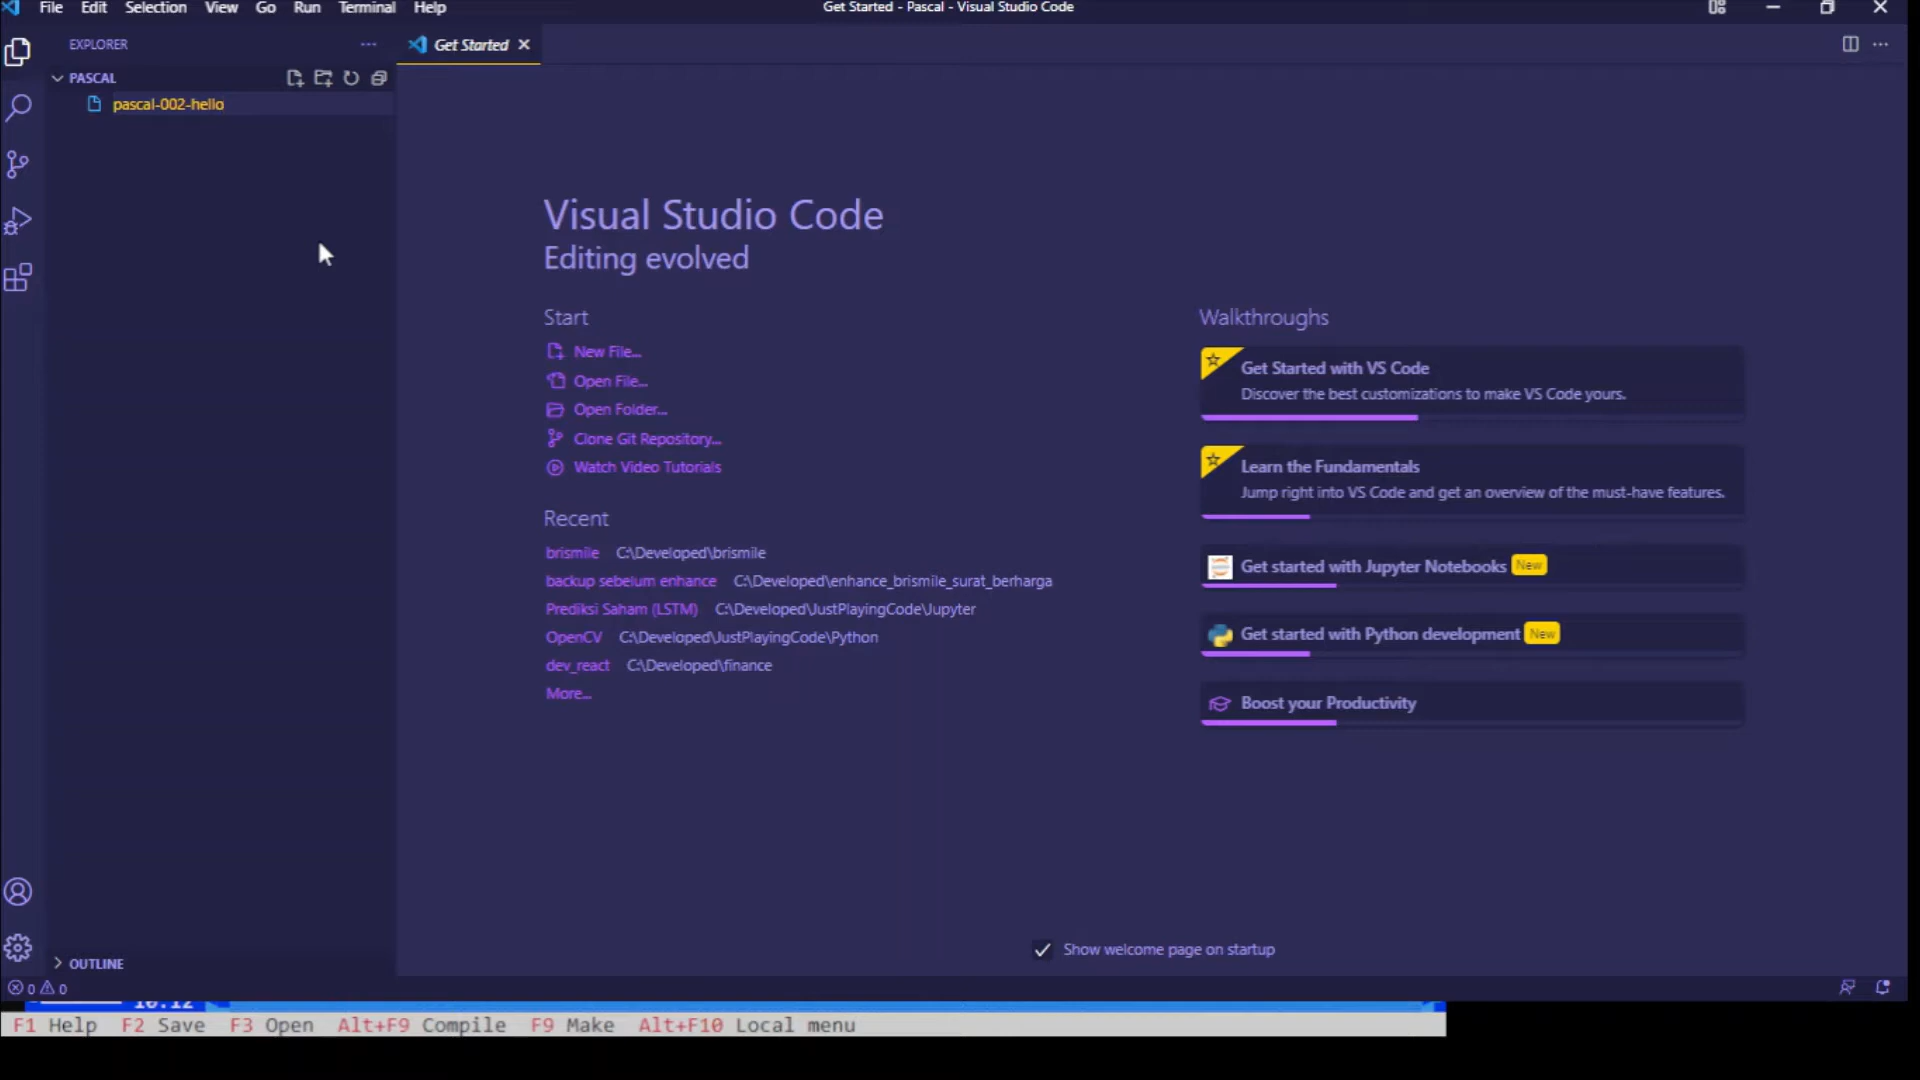 File Edit Selection View Go Run Terminal Help
Get Started - Pascal - Visual Studio Code
EXPLORER
Get Started
PASCAL
pascal-002-hello
Visual Studio Code
Editing evolved
Start
New File...
Open File...
Open Folder...
Clone Git Repository...
Watch Video Tutorials
Recent
brismile C:\Developed\brismile
backup sebelum enhance C:\Developed\enhance_brismile_surat_berharga
Prediksi Saham (LSTM) C:\Developed\JustPlayingCode\Jupyter
OpenCV C:\Developed\JustPlayingCode\Python
dev_react C:\Developed\finance
More...
Walkthroughs
Get Started with VS Code
Discover the best customizations to make VS Code yours.
Learn the Fundamentals
Jump right into VS Code and get an overview of the must-have features.
Get started with Jupyter Notebooks New
Get started with Python development New
Boost your Productivity
Show welcome page on startup
OUTLINE
0 0
10:12
F1 Help F2 Save F3 Open Alt+F9 Compile F9 Make Alt+F10 Local menu